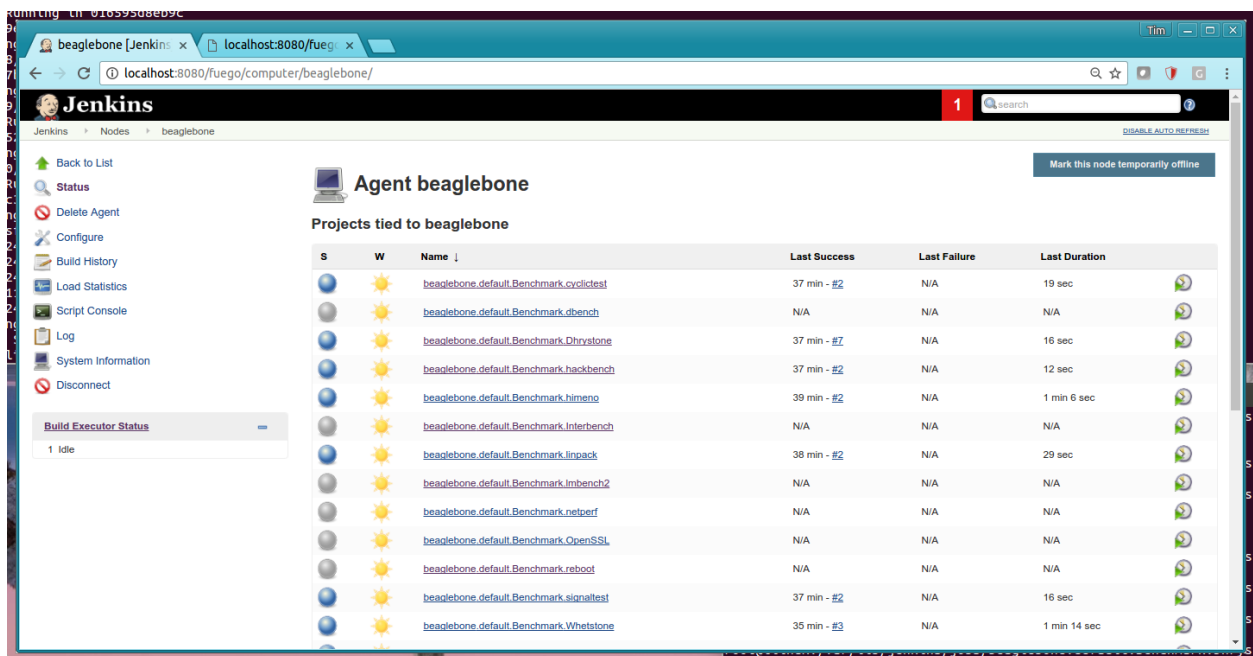 Running in 016595d8eb9c
Tim
beaglebone [Jenkins
localhost:8080/fuego
localhost:8080/fuego/computer/beaglebone/
Jenkins
1
search
Jenkins Nodes beaglebone
DISABLE AUTO REFRESH
Back to List
Status
Delete Agent
Configure
Build History
Load Statistics
Script Console
Log
System Information
Disconnect
Build Executor Status
1 Idle
Mark this node temporarily offline
Agent beaglebone
Projects tied to beaglebone
S W Name ↓ Last Success Last Failure Last Duration
beaglebone.default.Benchmark.cyclictest 37 min - #2 N/A 19 sec
beaglebone.default.Benchmark.dbench N/A N/A N/A
beaglebone.default.Benchmark.Dhrystone 37 min - #7 N/A 16 sec
beaglebone.default.Benchmark.hackbench 37 min - #2 N/A 12 sec
beaglebone.default.Benchmark.himeno 39 min - #2 N/A 1 min 6 sec
beaglebone.default.Benchmark.Interbench N/A N/A N/A
beaglebone.default.Benchmark.linpack 38 min - #2 N/A 29 sec
beaglebone.default.Benchmark.lmbench2 N/A N/A N/A
beaglebone.default.Benchmark.netperf N/A N/A N/A
beaglebone.default.Benchmark.OpenSSL N/A N/A N/A
beaglebone.default.Benchmark.reboot N/A N/A N/A
beaglebone.default.Benchmark.signaltest 37 min - #2 N/A 16 sec
beaglebone.default.Benchmark.Whetstone 35 min - #3 N/A 1 min 14 sec